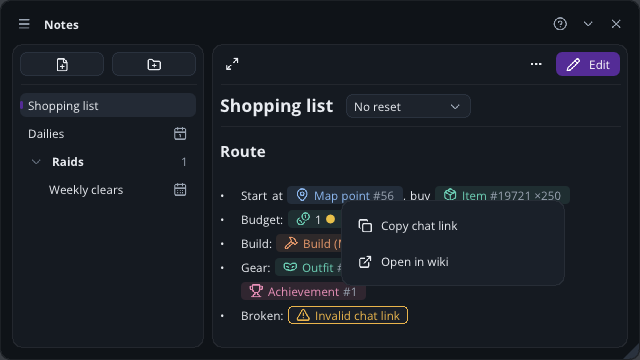 Notes
Edit
Shopping list
Dailies
Raids 1
Weekly clears
Shopping list No reset
Route
• Start at Map point #56 , buy Item #19721 ×250
• Budget: 1
• Build: Build (
• Gear: Outfit #
Achievement #1
• Broken: Invalid chat link
Copy chat link
Open in wiki